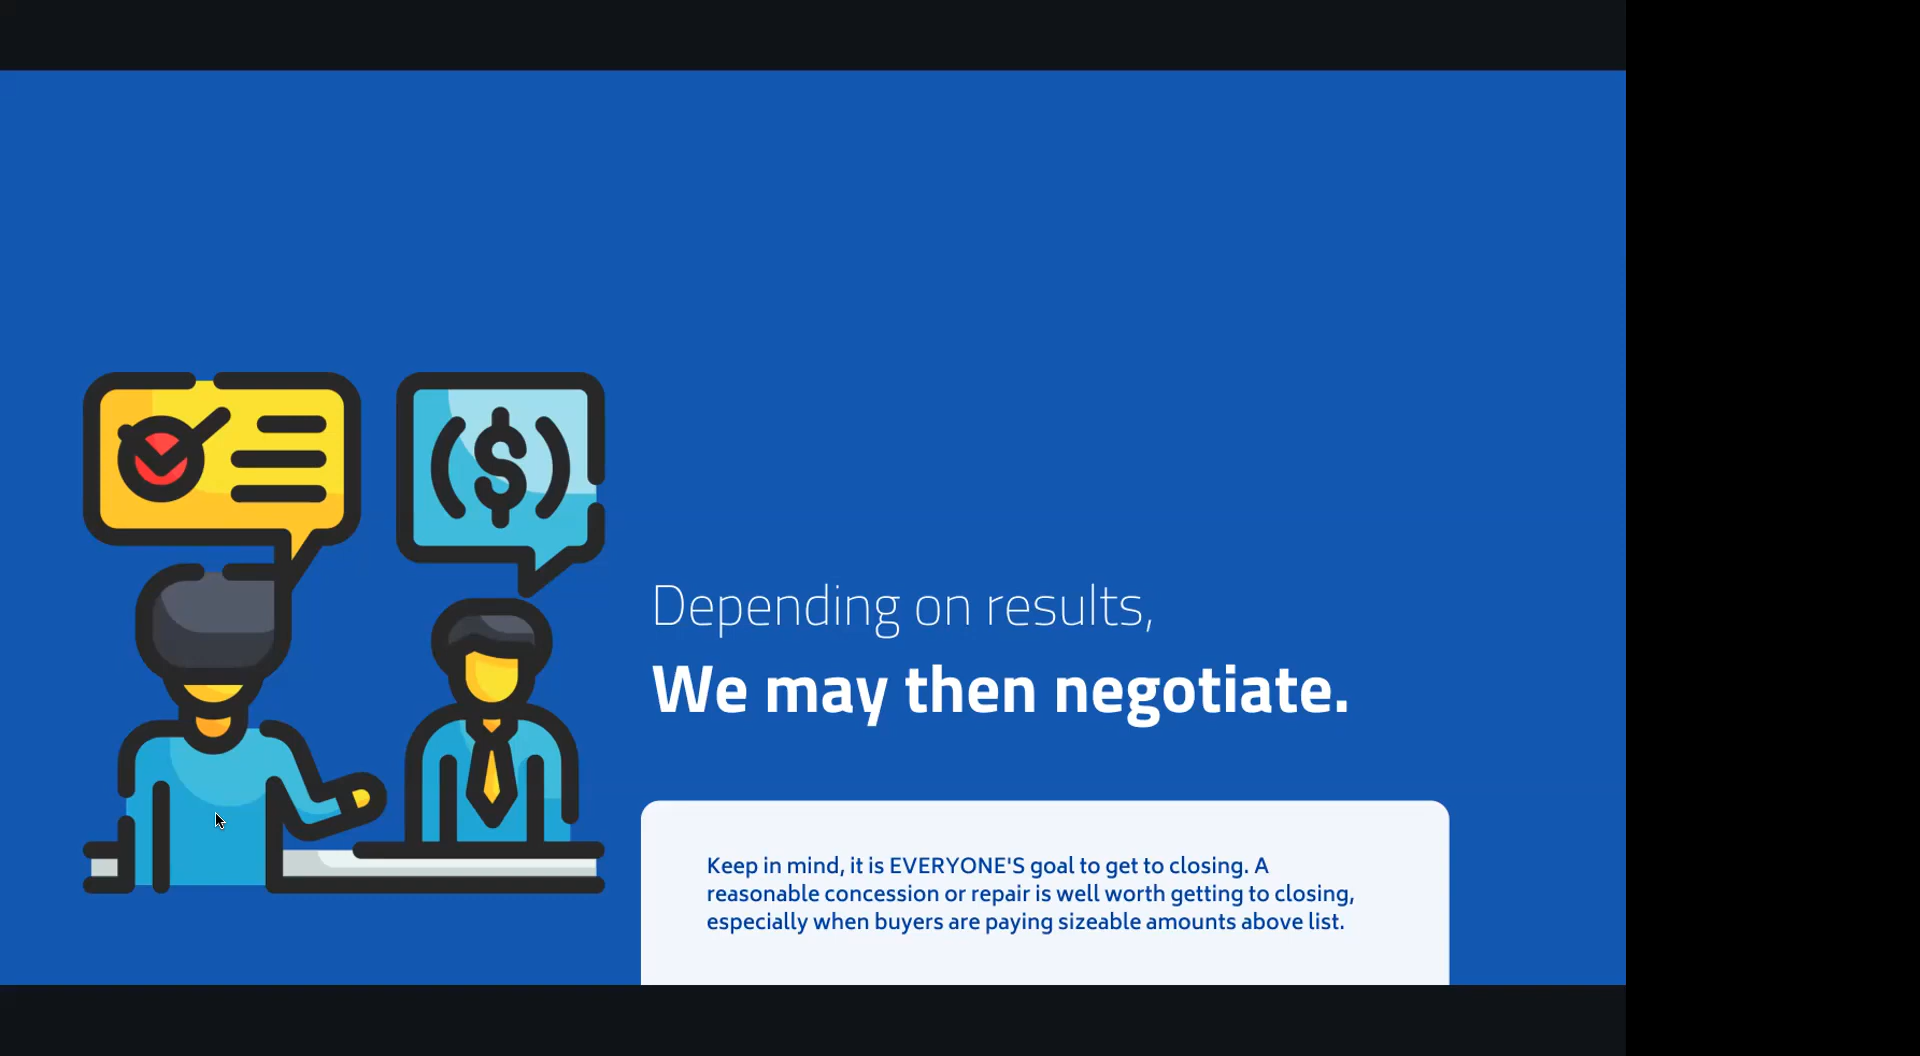 ($)
Depending on results,
We may then negotiate.
Keep in mind, it is EVERYONE'S goal to get to closing. A
reasonable concession or repair is well worth getting to closing,
especially when buyers are paying sizeable amounts above list.